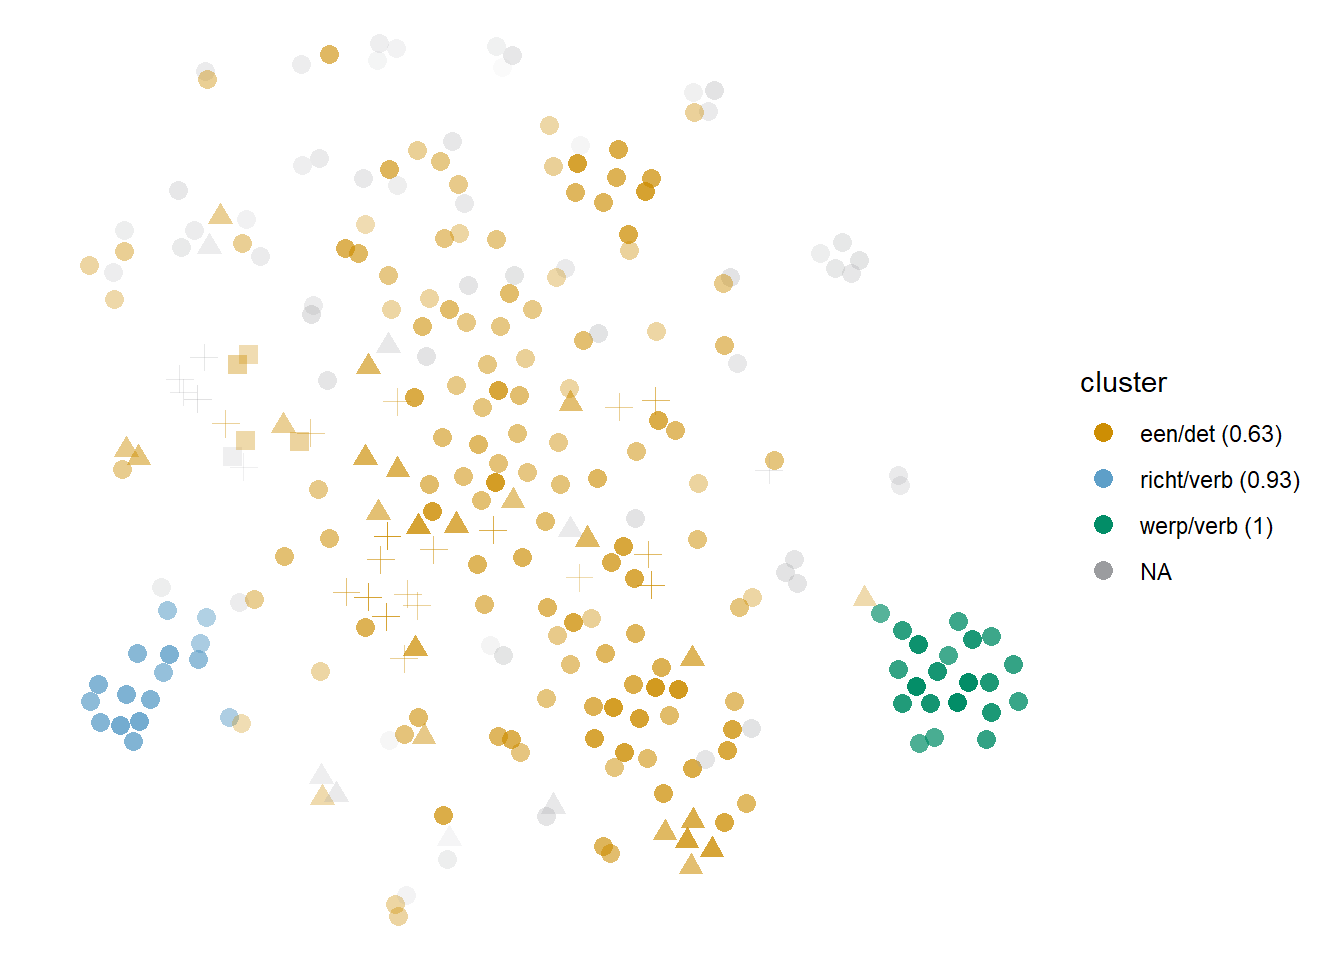 cluster
een/det (0.63)
richt/verb (0.93)
werp/verb (1)
NA